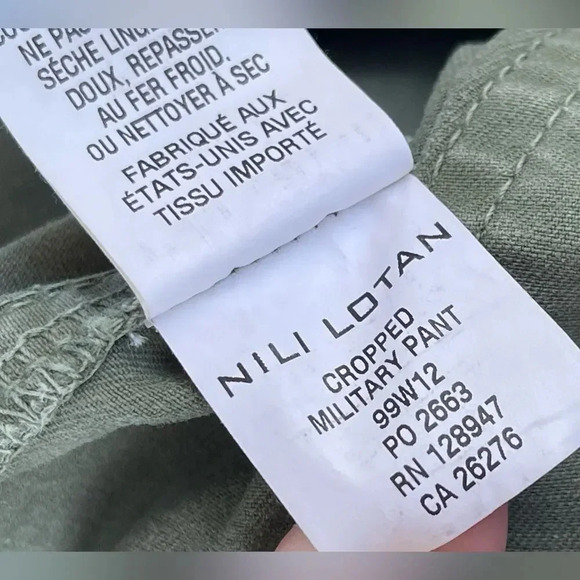 NE PAS
SÉCHE LINGE
DOUX, REPASSER
AU FER FROID,
OU NETTOYER À SEC
FABRIQUÉ AUX
ÉTATS-UNIS AVEC
TISSU IMPORTÉ
NILI LOTAN
CROPPED
MILITARY PANT
99W12
PO 2663
RN 128947
CA 26276